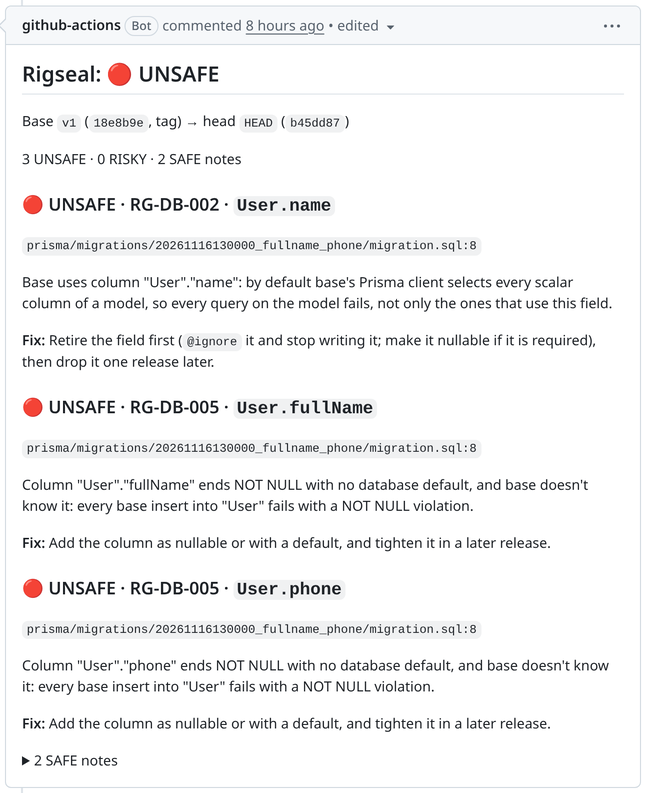 github-actions Bot commented 8 hours ago • edited
Rigseal: 🔴 UNSAFE
Base v1 ( 18e8b9e , tag) → head HEAD ( b45dd87 )
3 UNSAFE · 0 RISKY · 2 SAFE notes
🔴 UNSAFE · RG-DB-002 · User.name
prisma/migrations/20261116130000_fullname_phone/migration.sql:8
Base uses column "User"."name": by default base's Prisma client selects every scalar
column of a model, so every query on the model fails, not only the ones that use this field.
Fix: Retire the field first ( @ignore it and stop writing it; make it nullable if it is required),
then drop it one release later.
🔴 UNSAFE · RG-DB-005 · User.fullName
prisma/migrations/20261116130000_fullname_phone/migration.sql:8
Column "User"."fullName" ends NOT NULL with no database default, and base doesn't
know it: every base insert into "User" fails with a NOT NULL violation.
Fix: Add the column as nullable or with a default, and tighten it in a later release.
🔴 UNSAFE · RG-DB-005 · User.phone
prisma/migrations/20261116130000_fullname_phone/migration.sql:8
Column "User"."phone" ends NOT NULL with no database default, and base doesn't know
it: every base insert into "User" fails with a NOT NULL violation.
Fix: Add the column as nullable or with a default, and tighten it in a later release.
▶ 2 SAFE notes